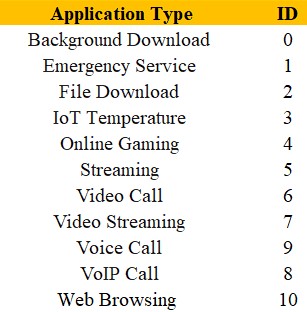 Application Type ID
Background Download 0
Emergency Service 1
File Download 2
IoT Temperature 3
Online Gaming 4
Streaming 5
Video Call 6
Video Streaming 7
Voice Call 9
VoIP Call 8
Web Browsing 10